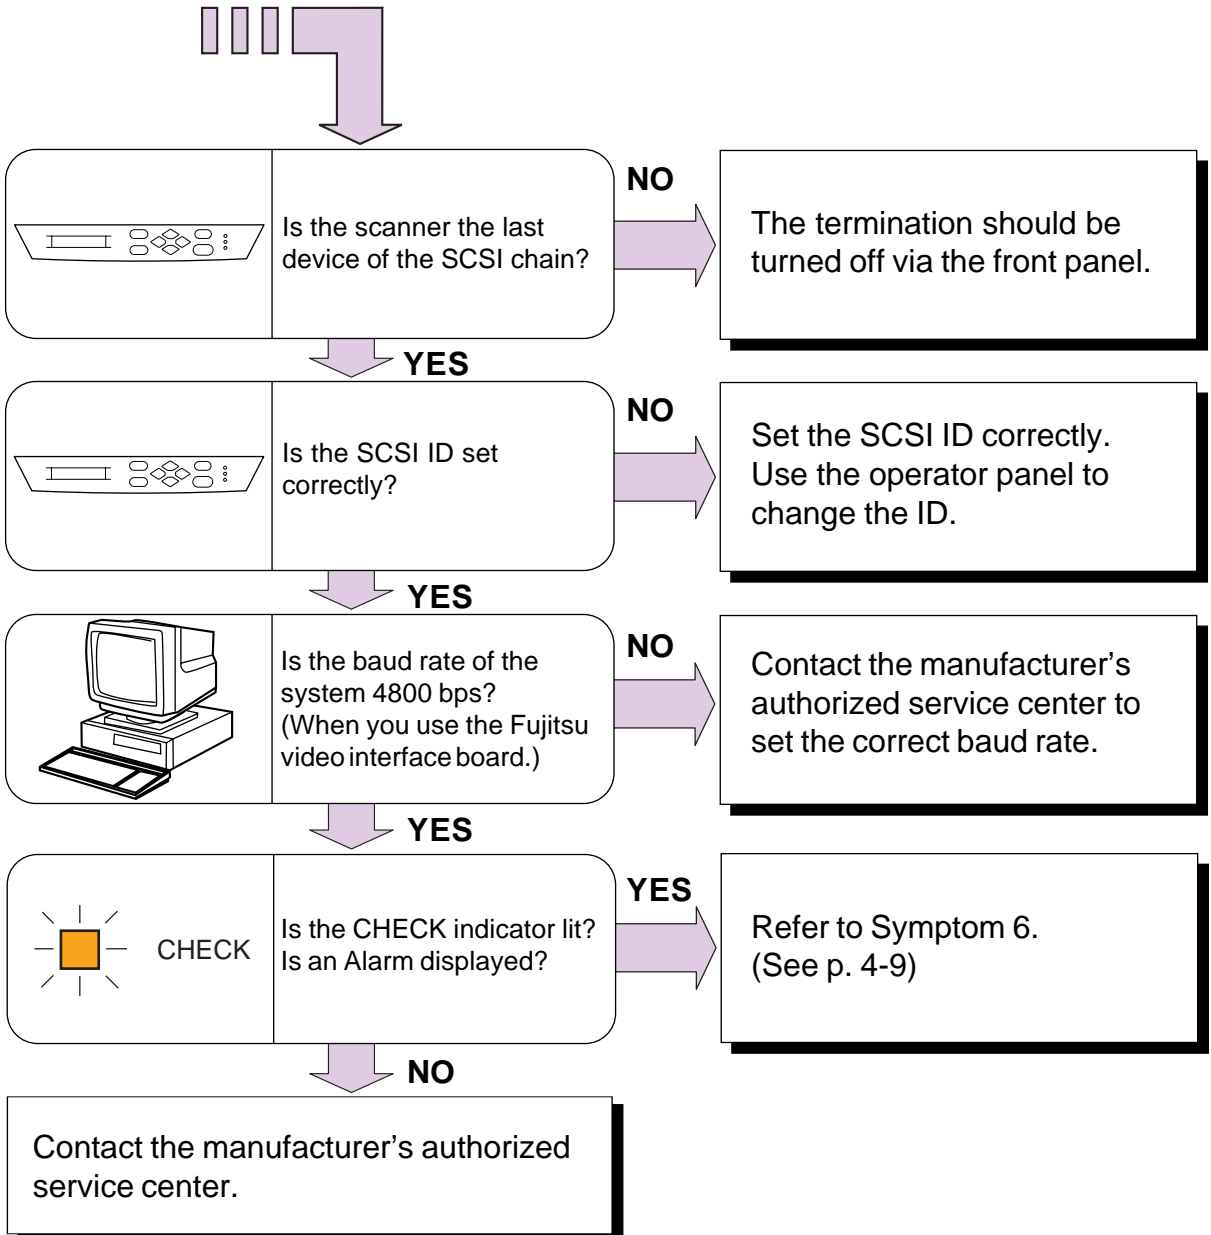 Is the scanner the last
device of the SCSI chain?
NO
The termination should be
turned off via the front panel.
YES
Is the SCSI ID set
correctly?
NO
Set the SCSI ID correctly.
Use the operator panel to
change the ID.
YES
Is the baud rate of the
system 4800 bps?
(When you use the Fujitsu
video interface board.)
NO
Contact the manufacturer’s
authorized service center to
set the correct baud rate.
YES
CHECK
Is the CHECK indicator lit?
Is an Alarm displayed?
YES
Refer to Symptom 6.
(See p. 4-9)
NO
Contact the manufacturer’s authorized
service center.